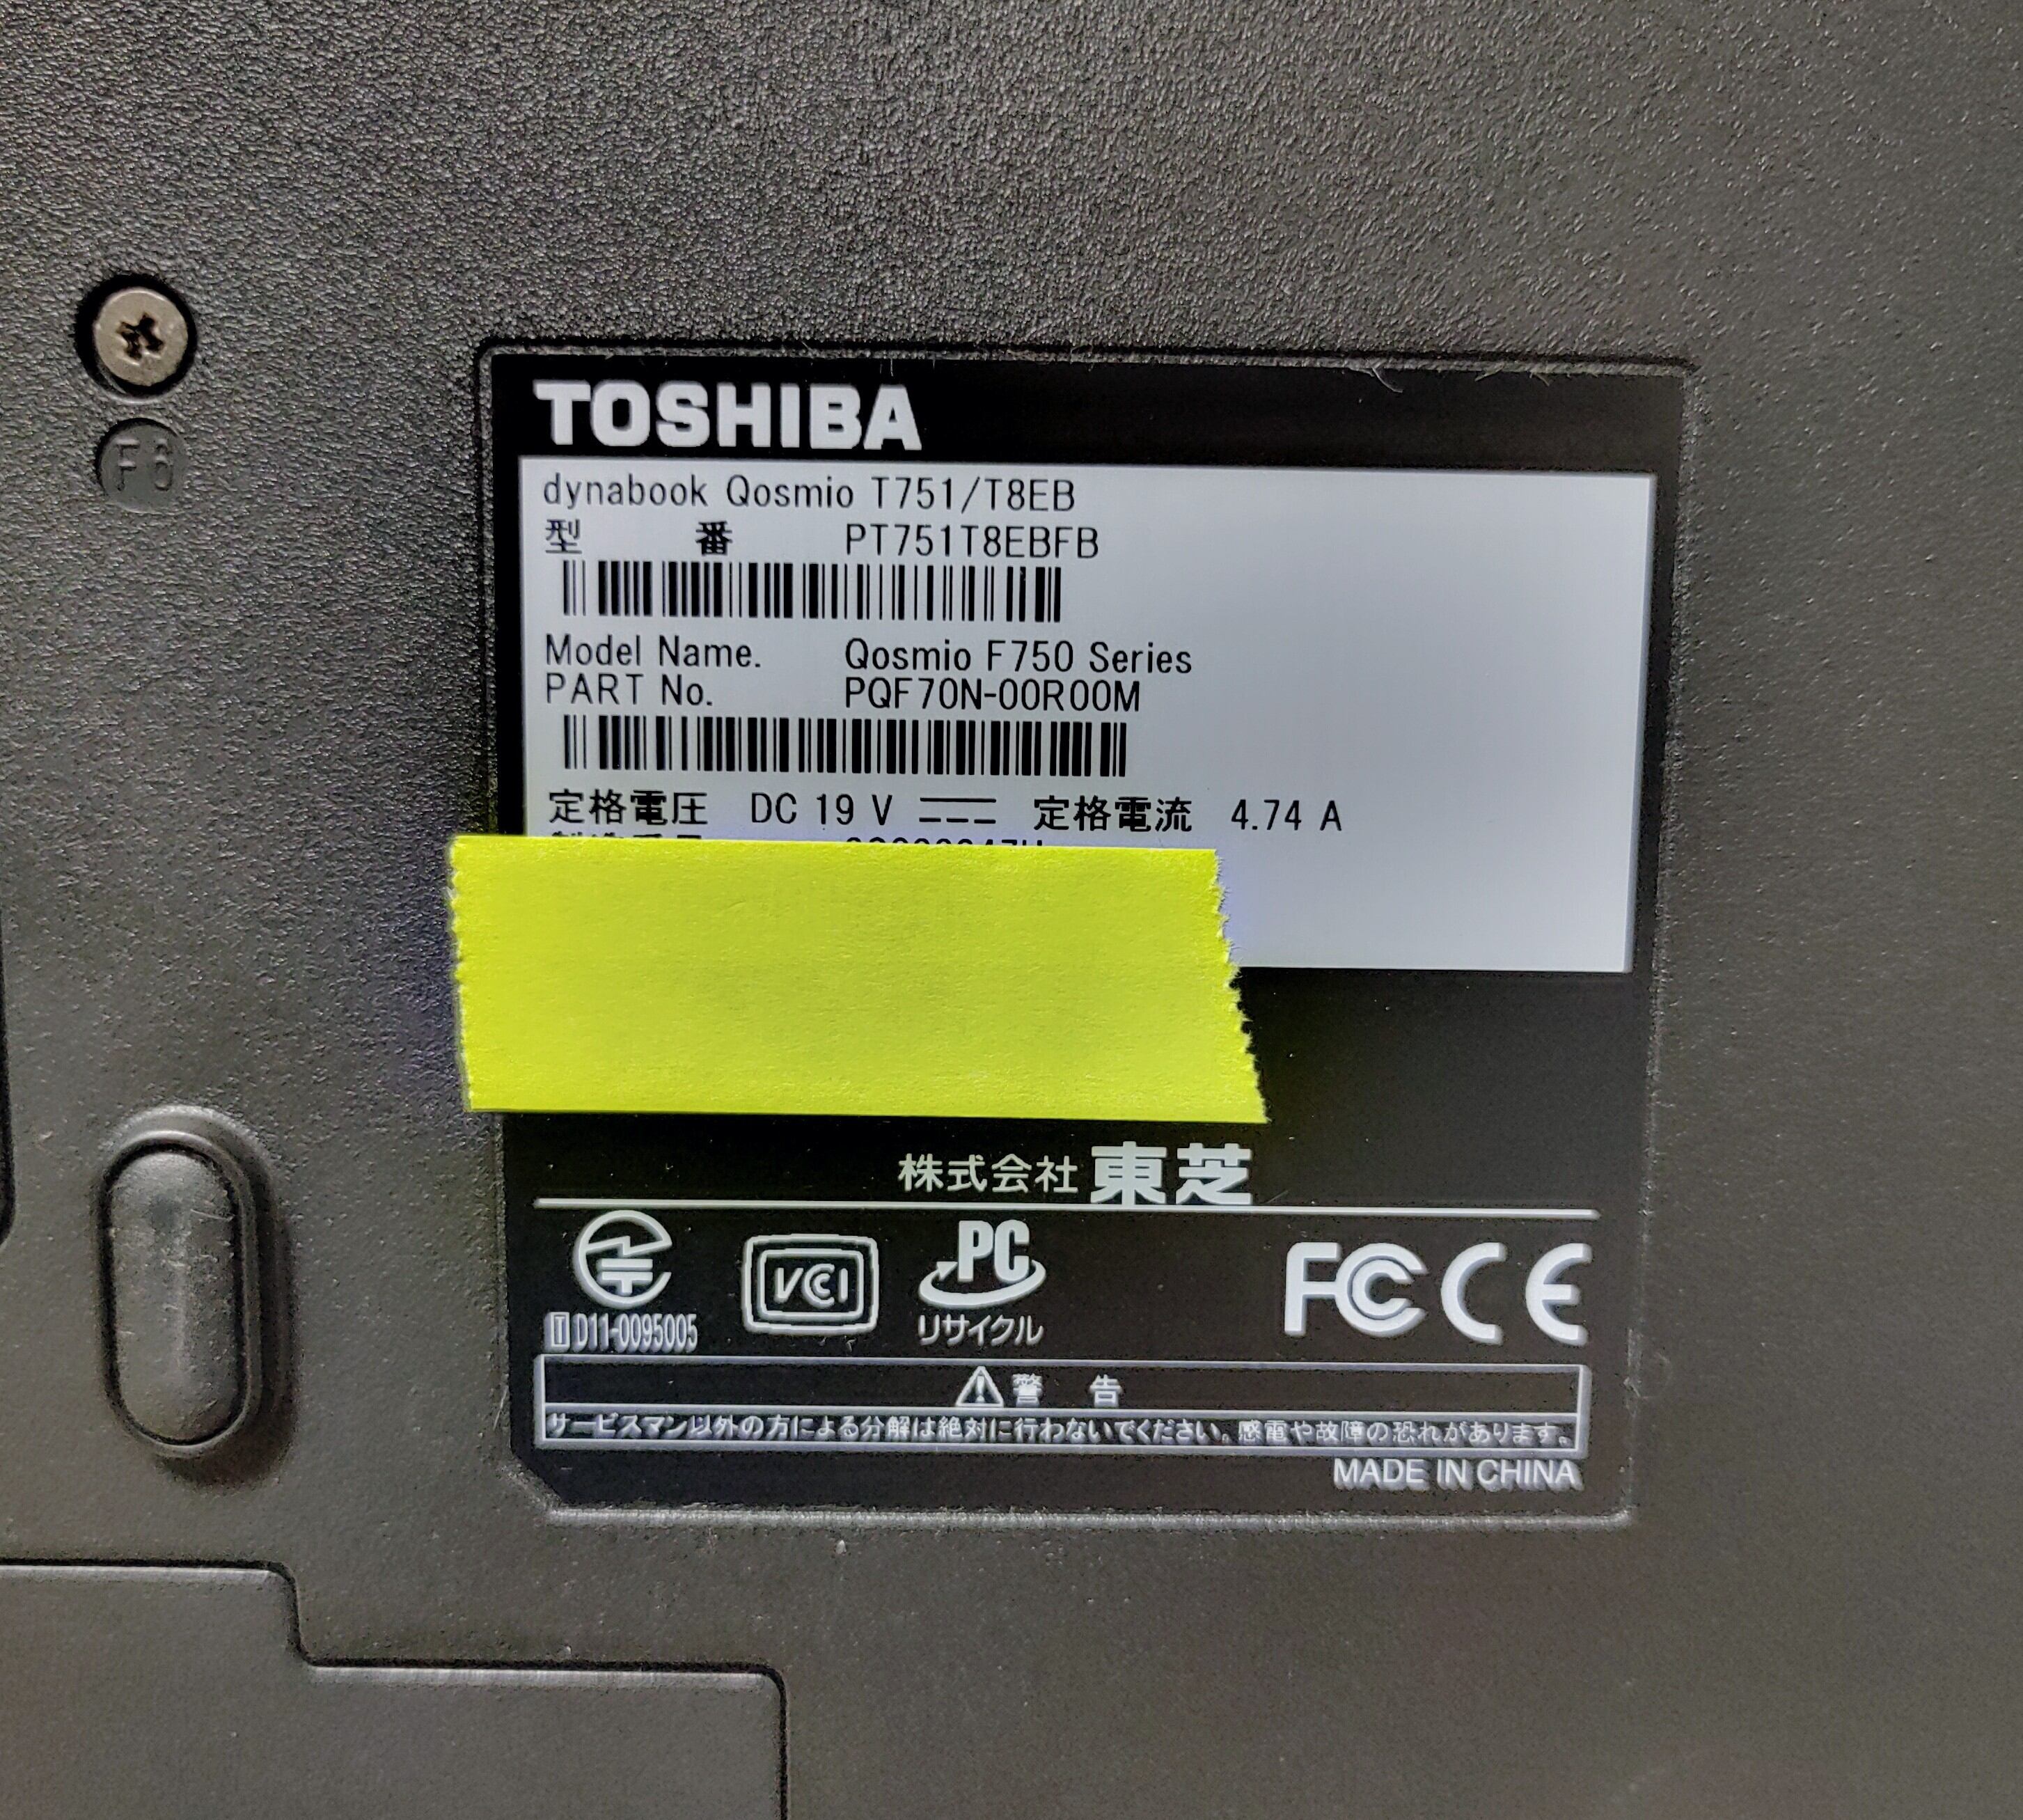 F6
TOSHIBA
dynabook Qosmio T751/T8EB
型 番 PT751T8EBFB
Model Name. Qosmio F750 Series
PART No. PQF70N-00R00M
定格電圧 DC 19 V 定格電流 4.74 A
株式会社 東芝
T D11-0095005
VCCI
PC
リサイクル
FC CE
⚠警 告
サービスマン以外の方による分解は絶対に行わないでください。感電や故障の恐れがあります。
MADE IN CHINA